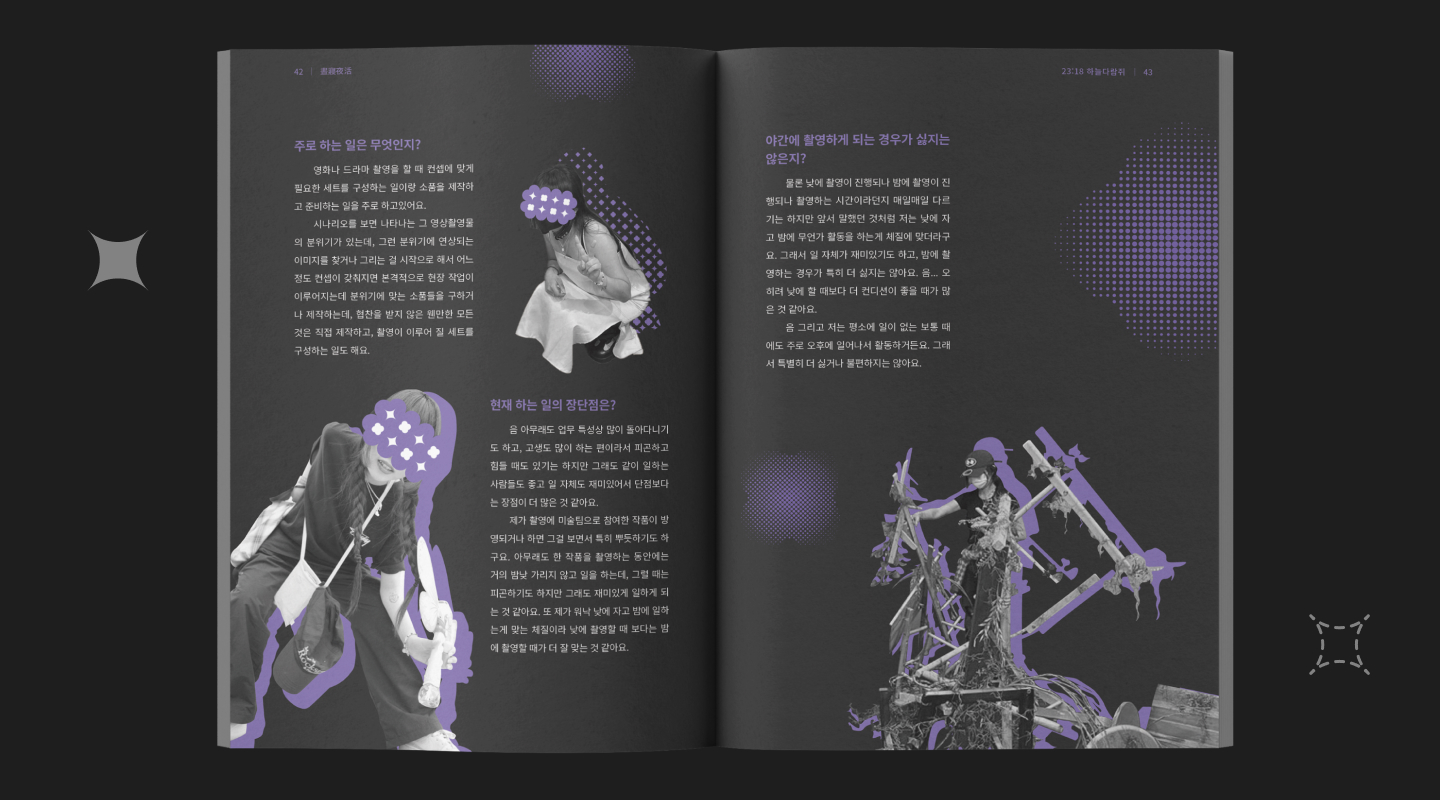 42 | 晝寢夜活
주로 하는 일은 무엇인지?
영화나 드라마 촬영을 할 때 컨셉에 맞게
필요한 세트를 구성하는 일이랑 소품을 제작하
고 준비하는 일을 주로 하고있어요.
시나리오를 보면 나타나는 그 영상촬영물
의 분위기가 있는데, 그런 분위기에 연상되는
이미지를 찾거나 그리는 걸 시작으로 해서 어느
정도 컨셉이 갖춰지면 본격적으로 현장 작업이
이루어지는데 분위기에 맞는 소품들을 구하거
나 제작하는데, 협찬을 받지 않은 웬만한 모든
것은 직접 제작하고, 촬영이 이루어 질 세트를
구성하는 일도 해요.
현재 하는 일의 장단점은?
음 아무래도 업무 특성상 많이 돌아다니기
도 하고, 고생도 많이 하는 편이라서 피곤하고
힘들 때도 있기는 하지만 그래도 같이 일하는
사람들도 좋고 일 자체도 재미있어서 단점보다
는 장점이 더 많은 것 같아요.
제가 촬영에 미술팀으로 참여한 작품이 방
영되거나 하면 그걸 보면서 특히 뿌듯하기도 하
구요. 아무래도 한 작품을 촬영하는 동안에는
거의 밤낮 가리지 않고 일을 하는데, 그럴 때는
피곤하기도 하지만 그래도 재미있게 일하게 되
는 것 같아요. 또 제가 워낙 낮에 자고 밤에 일하
는게 맞는 체질이라 낮에 촬영할 때 보다는 밤
에 촬영할 때가 더 잘 맞는 것 같아요.
23:18 하늘다람쥐 | 43
야간에 촬영하게 되는 경우가 싫지는
않은지?
물론 낮에 촬영이 진행되나 밤에 촬영이 진
행되나 촬영하는 시간이라던지 매일매일 다르
기는 하지만 앞서 말했던 것처럼 저는 낮에 자
고 밤에 무언가 활동을 하는게 체질에 맞더라구
요. 그래서 일 자체가 재미있기도 하고, 밤에 촬
영하는 경우가 특히 더 싫지는 않아요. 음... 오
히려 낮에 할 때보다 더 컨디션이 좋을 때가 많
은 것 같아요.
음 그리고 저는 평소에 일이 없는 보통 때
에도 주로 오후에 일어나서 활동하거든요. 그래
서 특별히 더 싫거나 불편하지는 않아요.